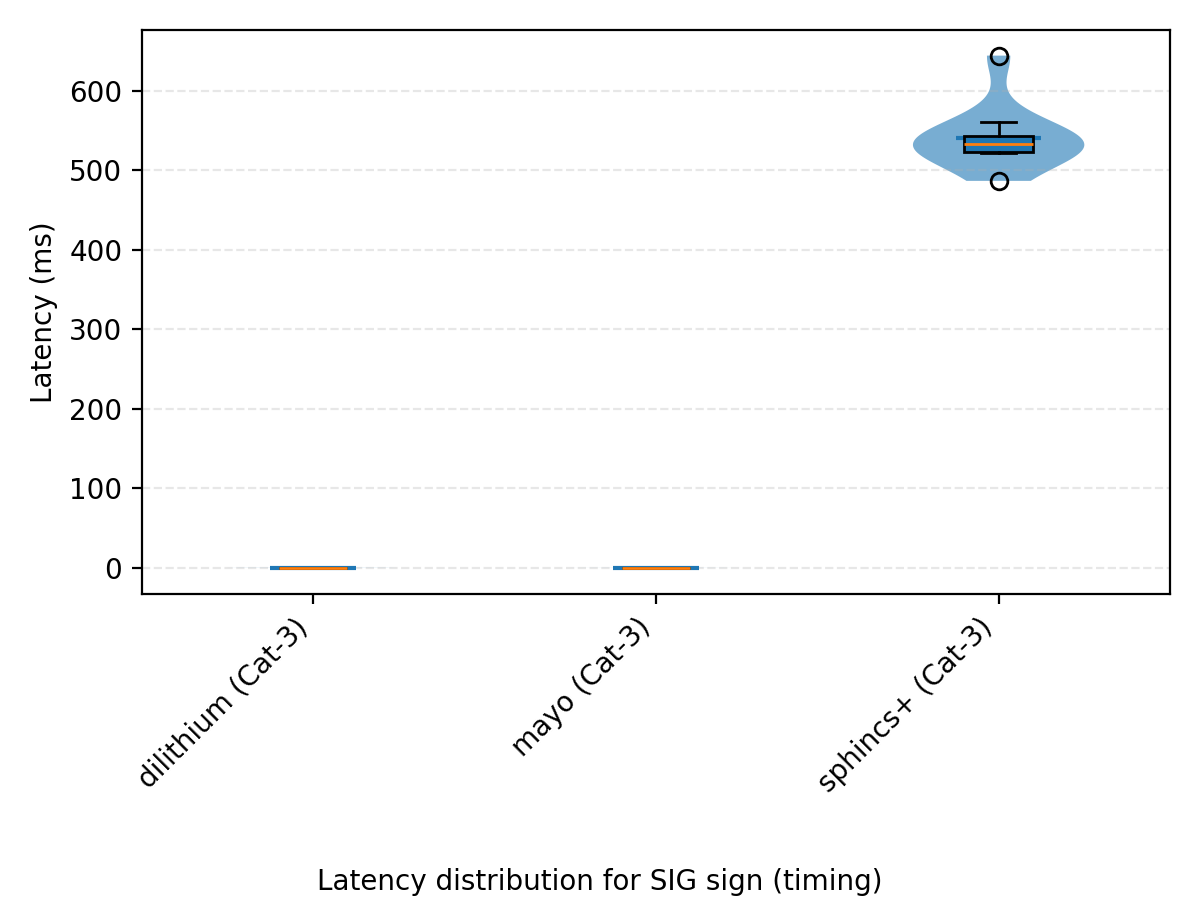 600
500
400
300
200
100
0
Latency (ms)
dilithium (Cat-3)
mayo (Cat-3)
sphincs+ (Cat-3)
Latency distribution for SIG sign (timing)